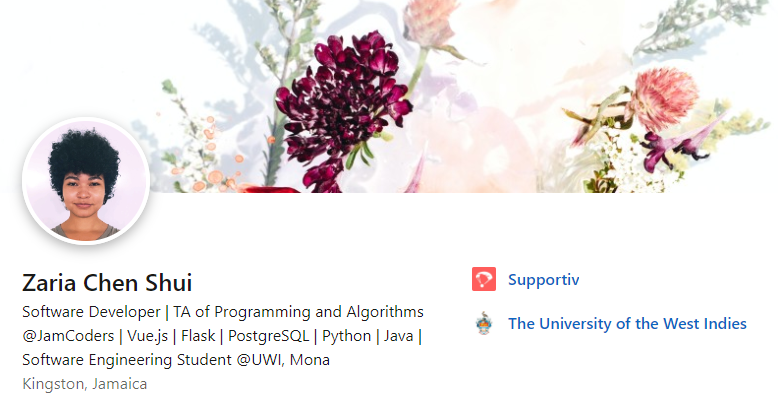 Zaria Chen Shui
Software Developer | TA of Programming and Algorithms
@JamCoders | Vue.js | Flask | PostgreSQL | Python | Java |
Software Engineering Student @UWI, Mona
Kingston, Jamaica
Supportiv
The University of the West Indies